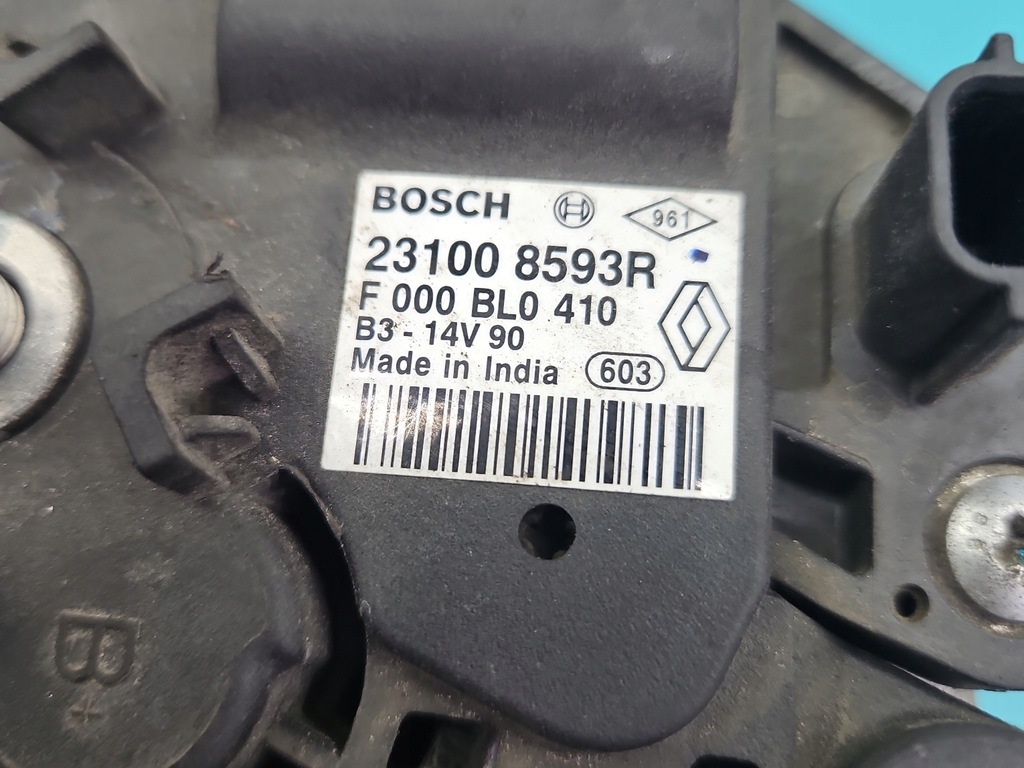 BOSCH 961
23100 8593R
F 000 BL0 410
B3 - 14V 90
Made in India 603
B+